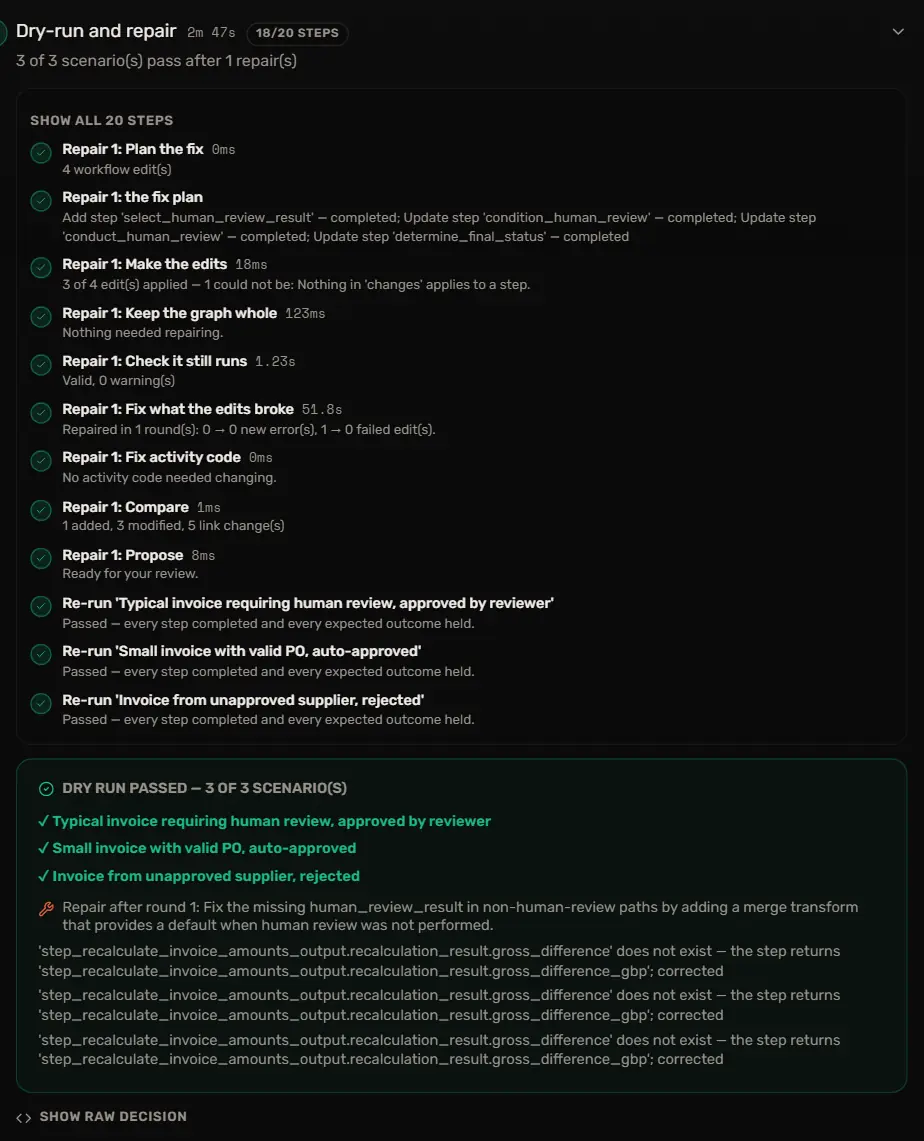 Dry-run and repair 2m 47s 18/20 STEPS
3 of 3 scenario(s) pass after 1 repair(s)
SHOW ALL 20 STEPS
Repair 1: Plan the fix 0ms
4 workflow edit(s)
Repair 1: the fix plan
Add step 'select_human_review_result' — completed; Update step 'condition_human_review' — completed; Update step
'conduct_human_review' — completed; Update step 'determine_final_status' — completed
Repair 1: Make the edits 18ms
3 of 4 edit(s) applied — 1 could not be: Nothing in 'changes' applies to a step.
Repair 1: Keep the graph whole 123ms
Nothing needed repairing.
Repair 1: Check it still runs 1.23s
Valid, 0 warning(s)
Repair 1: Fix what the edits broke 51.8s
Repaired in 1 round(s): 0 → 0 new error(s), 1 → 0 failed edit(s).
Repair 1: Fix activity code 0ms
No activity code needed changing.
Repair 1: Compare 1ms
1 added, 3 modified, 5 link change(s)
Repair 1: Propose 8ms
Ready for your review.
Re-run 'Typical invoice requiring human review, approved by reviewer'
Passed — every step completed and every expected outcome held.
Re-run 'Small invoice with valid PO, auto-approved'
Passed — every step completed and every expected outcome held.
Re-run 'Invoice from unapproved supplier, rejected'
Passed — every step completed and every expected outcome held.
DRY RUN PASSED — 3 OF 3 SCENARIO(S)
✓ Typical invoice requiring human review, approved by reviewer
✓ Small invoice with valid PO, auto-approved
✓ Invoice from unapproved supplier, rejected
Repair after round 1: Fix the missing human_review_result in non-human-review paths by adding a merge transform
that provides a default when human review was not performed.
'step_recalculate_invoice_amounts_output.recalculation_result.gross_difference' does not exist — the step returns
'step_recalculate_invoice_amounts_output.recalculation_result.gross_difference_gbp'; corrected
'step_recalculate_invoice_amounts_output.recalculation_result.gross_difference' does not exist — the step returns
'step_recalculate_invoice_amounts_output.recalculation_result.gross_difference_gbp'; corrected
'step_recalculate_invoice_amounts_output.recalculation_result.gross_difference' does not exist — the step returns
'step_recalculate_invoice_amounts_output.recalculation_result.gross_difference_gbp'; corrected
<> SHOW RAW DECISION